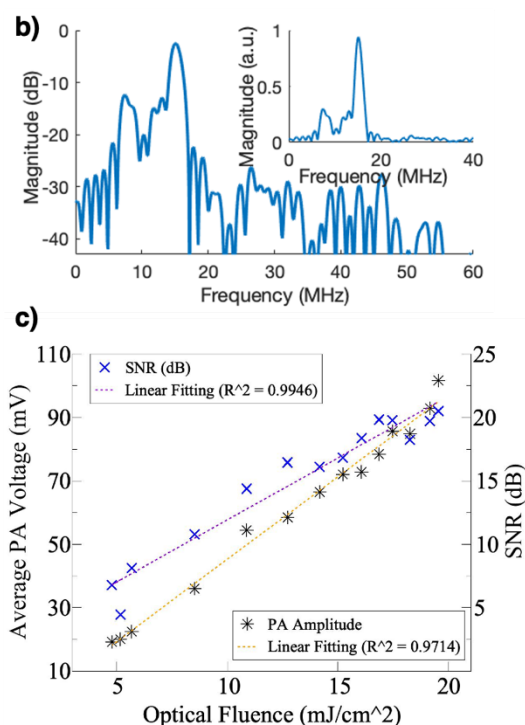 b)
0
-10
-20
-30
-40
Magnitude (dB)
0 10 20 30 40 50 60
Frequency (MHz)
1
0.5
0
Magnitude (a.u.)
0 20 40
Frequency (MHz)
c)
110
90
70
50
30
10
Average PA Voltage (mV)
SNR (dB)
Linear Fitting (R^2 = 0.9946)
25
20
15
10
5
0
SNR (dB)
PA Amplitude
Linear Fitting (R^2 = 0.9714)
5 10 15 20
Optical Fluence (mJ/cm^2)